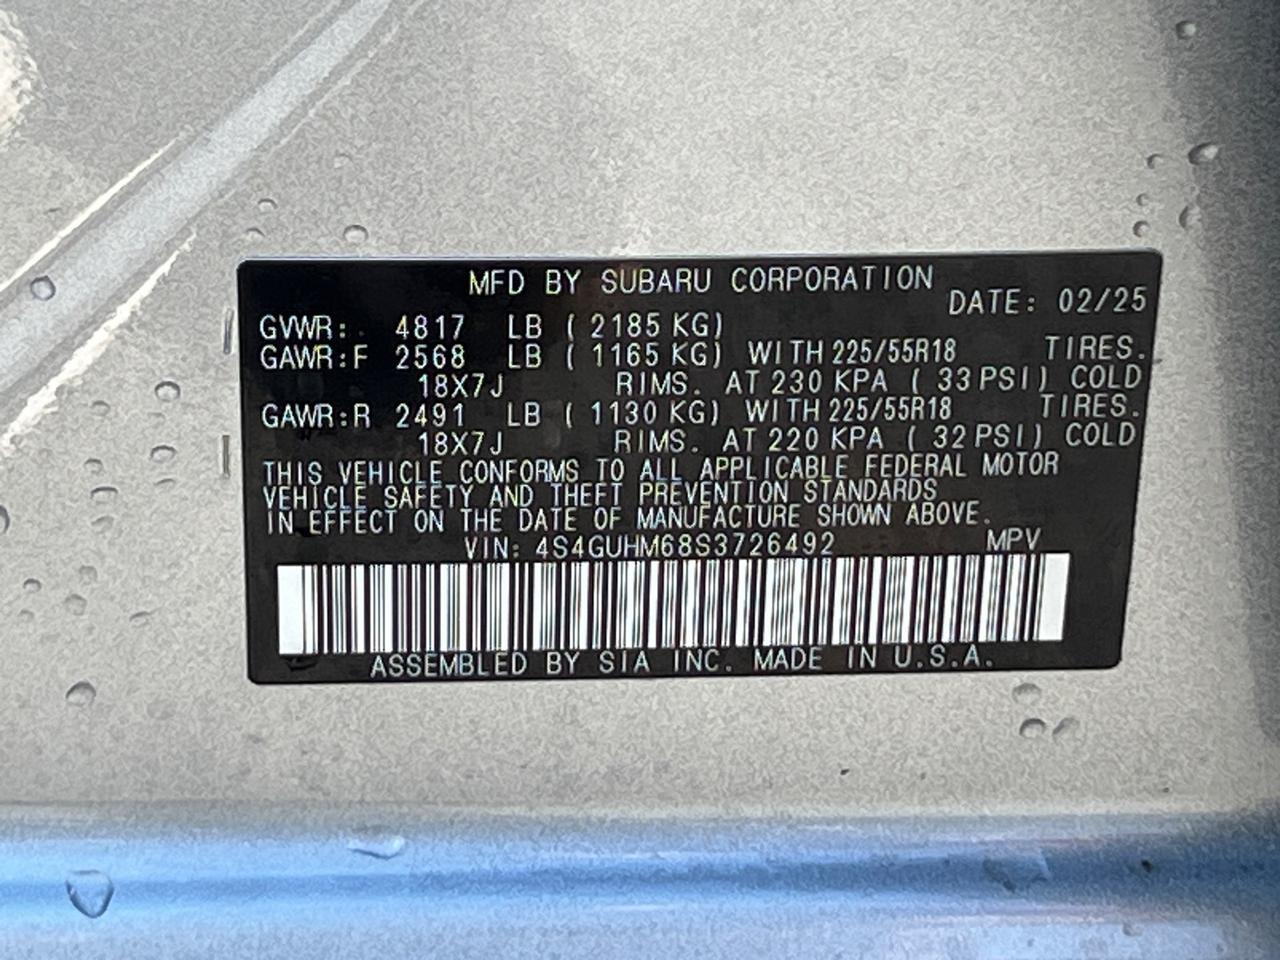 MFD BY SUBARU CORPORATION
DATE: 02/25
GVWR: 4817 LB ( 2185 KG)
GAWR:F 2568 LB ( 1165 KG) WITH 225/55R18 TIRES.
18X7J RIMS. AT 230 KPA ( 33 PSI) COLD
GAWR:R 2491 LB ( 1130 KG) WITH 225/55R18 TIRES.
18X7J RIMS. AT 220 KPA ( 32 PSI) COLD
THIS VEHICLE CONFORMS TO ALL APPLICABLE FEDERAL MOTOR
VEHICLE SAFETY AND THEFT PREVENTION STANDARDS
IN EFFECT ON THE DATE OF MANUFACTURE SHOWN ABOVE.
VIN: 4S4GUHM68S3726492 MPV
ASSEMBLED BY SIA INC. MADE IN U.S.A.